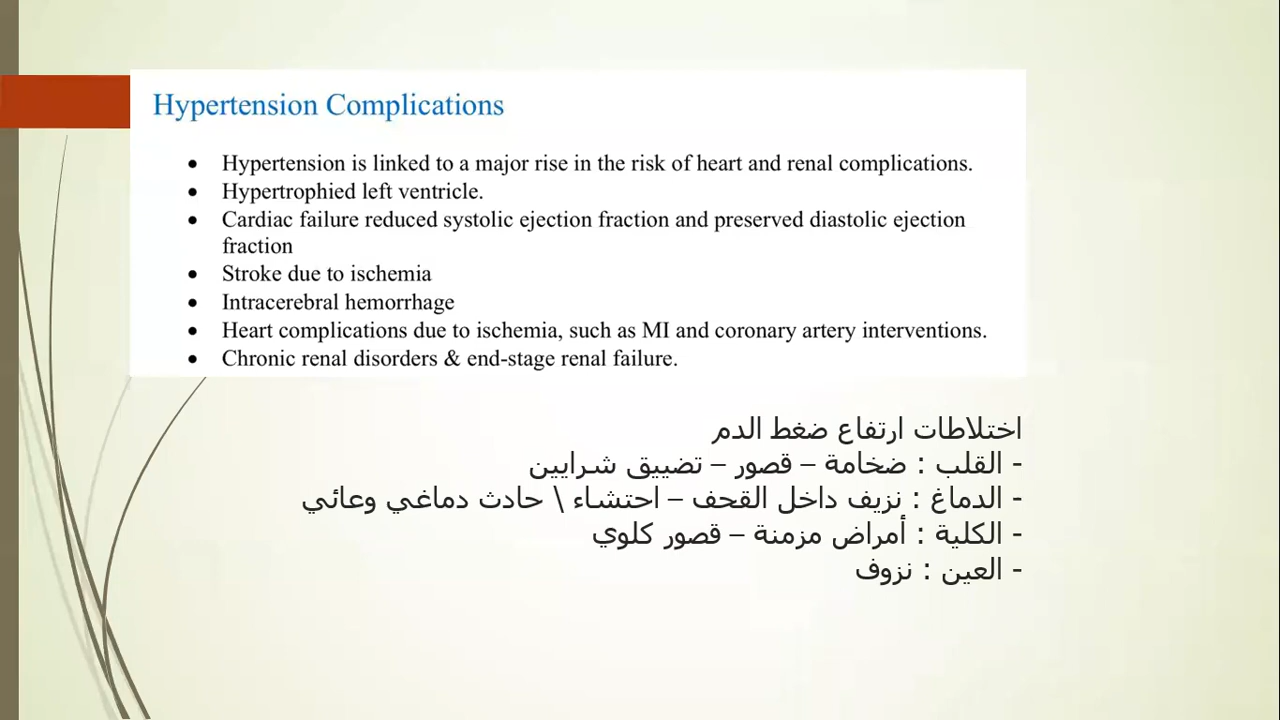 Hypertension Complications
• Hypertension is linked to a major rise in the risk of heart and renal complications.
• Hypertrophied left ventricle.
• Cardiac failure reduced systolic ejection fraction and preserved diastolic ejection
fraction
• Stroke due to ischemia
• Intracerebral hemorrhage
• Heart complications due to ischemia, such as MI and coronary artery interventions.
• Chronic renal disorders & end-stage renal failure.
اختلاطات ارتفاع ضغط الدم
- القلب : ضخامة – قصور – تضييق شرايين
- الدماغ : نزيف داخل القحف – احتشاء \ حادث دماغي وعائي
- الكلية : أمراض مزمنة – قصور كلوي
- العين : نزوف